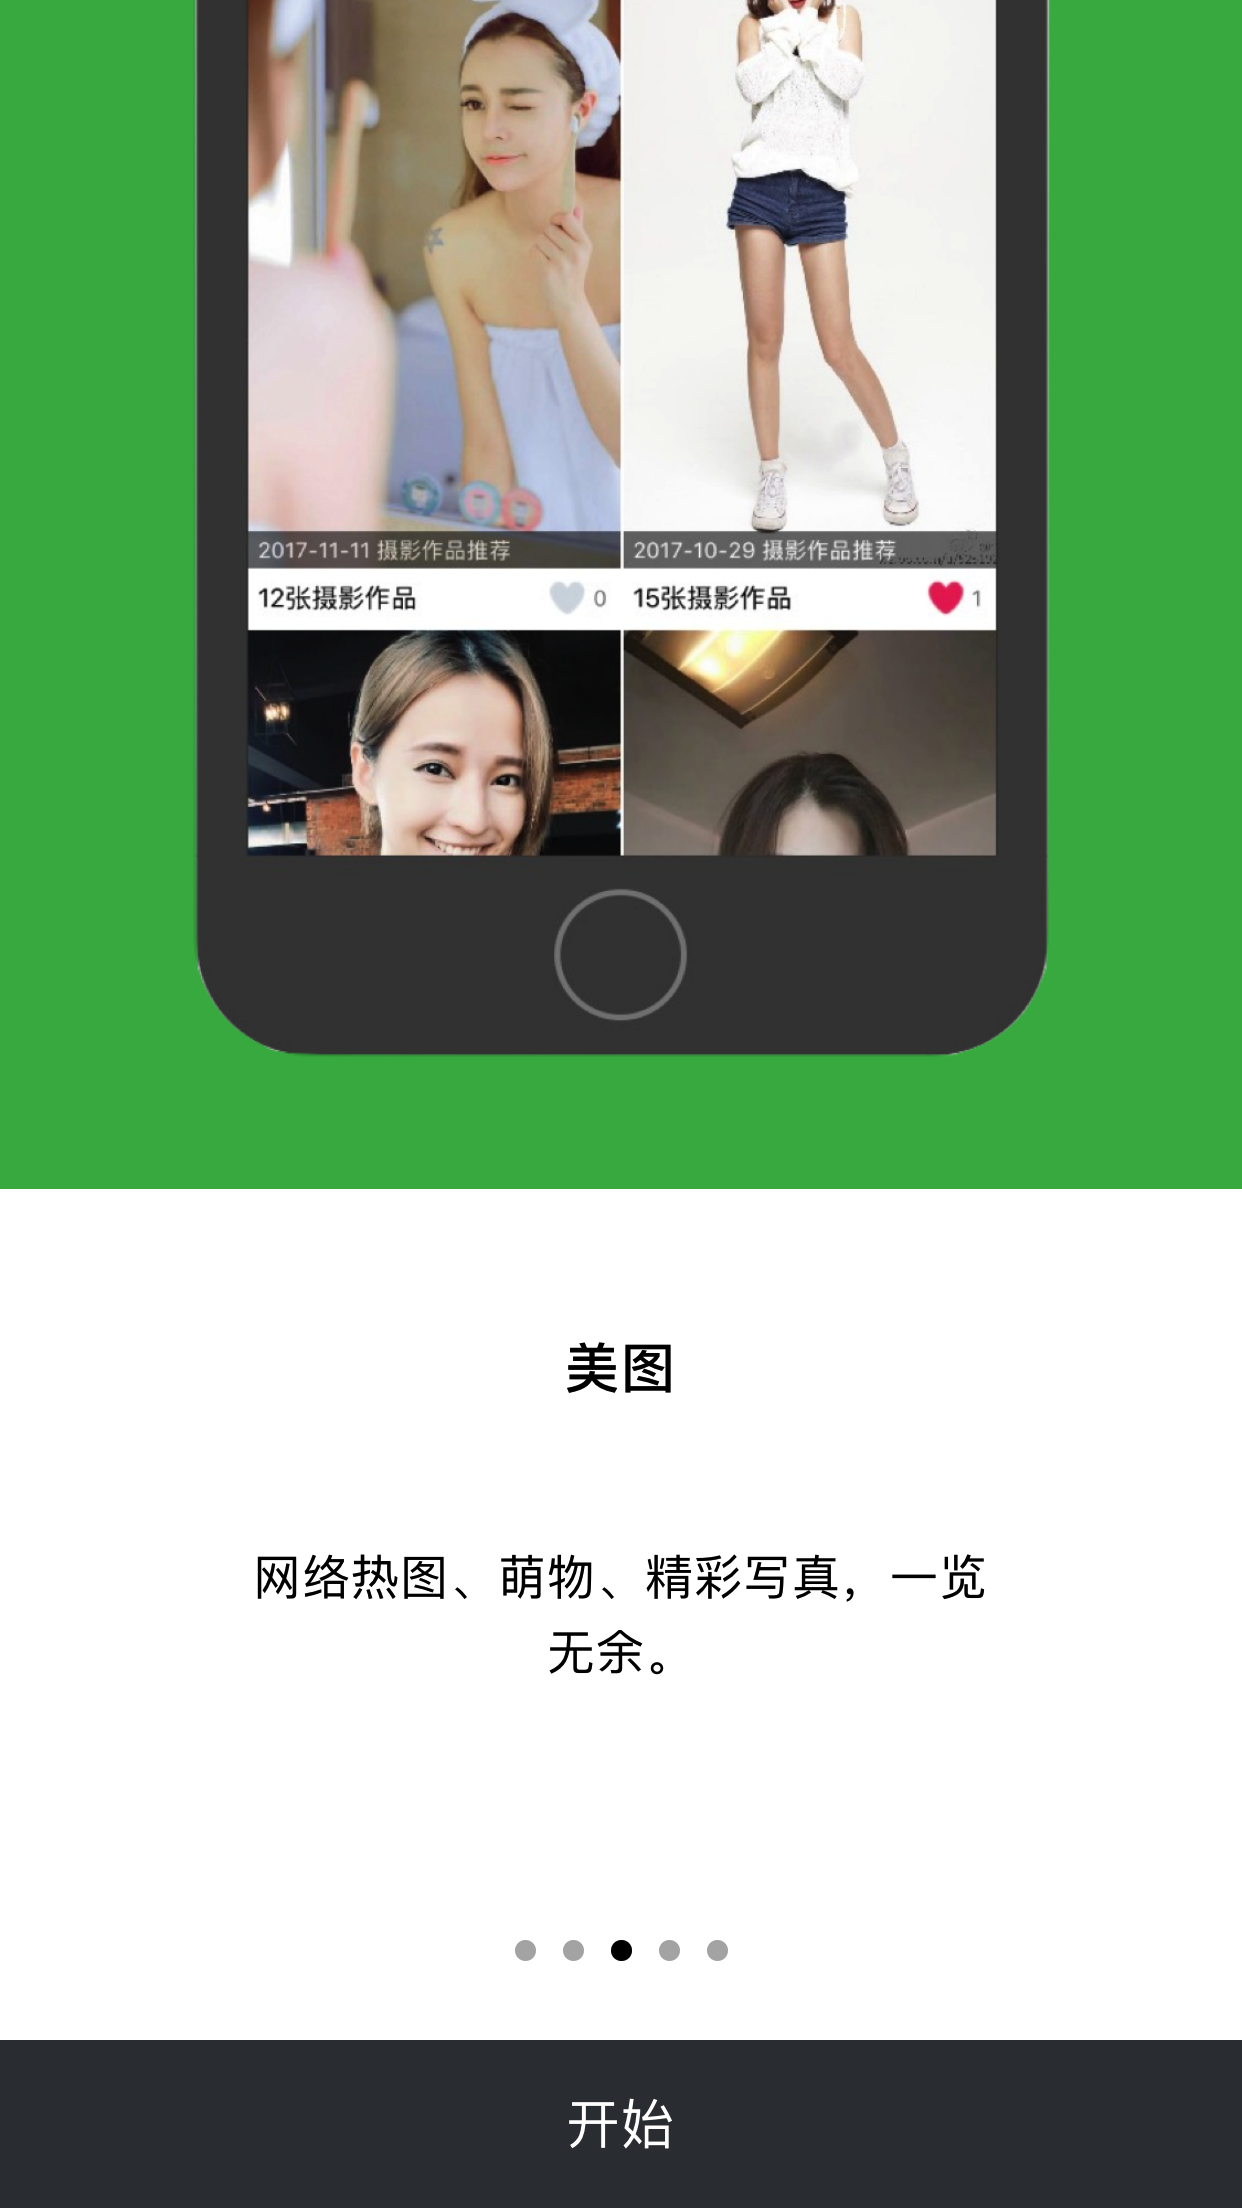 2017-11-11 摄影作品推荐
2017-10-29 摄影作品推荐
12张摄影作品
0
15张摄影作品
1
美图
网络热图、萌物、精彩写真，一览
无余。
开始